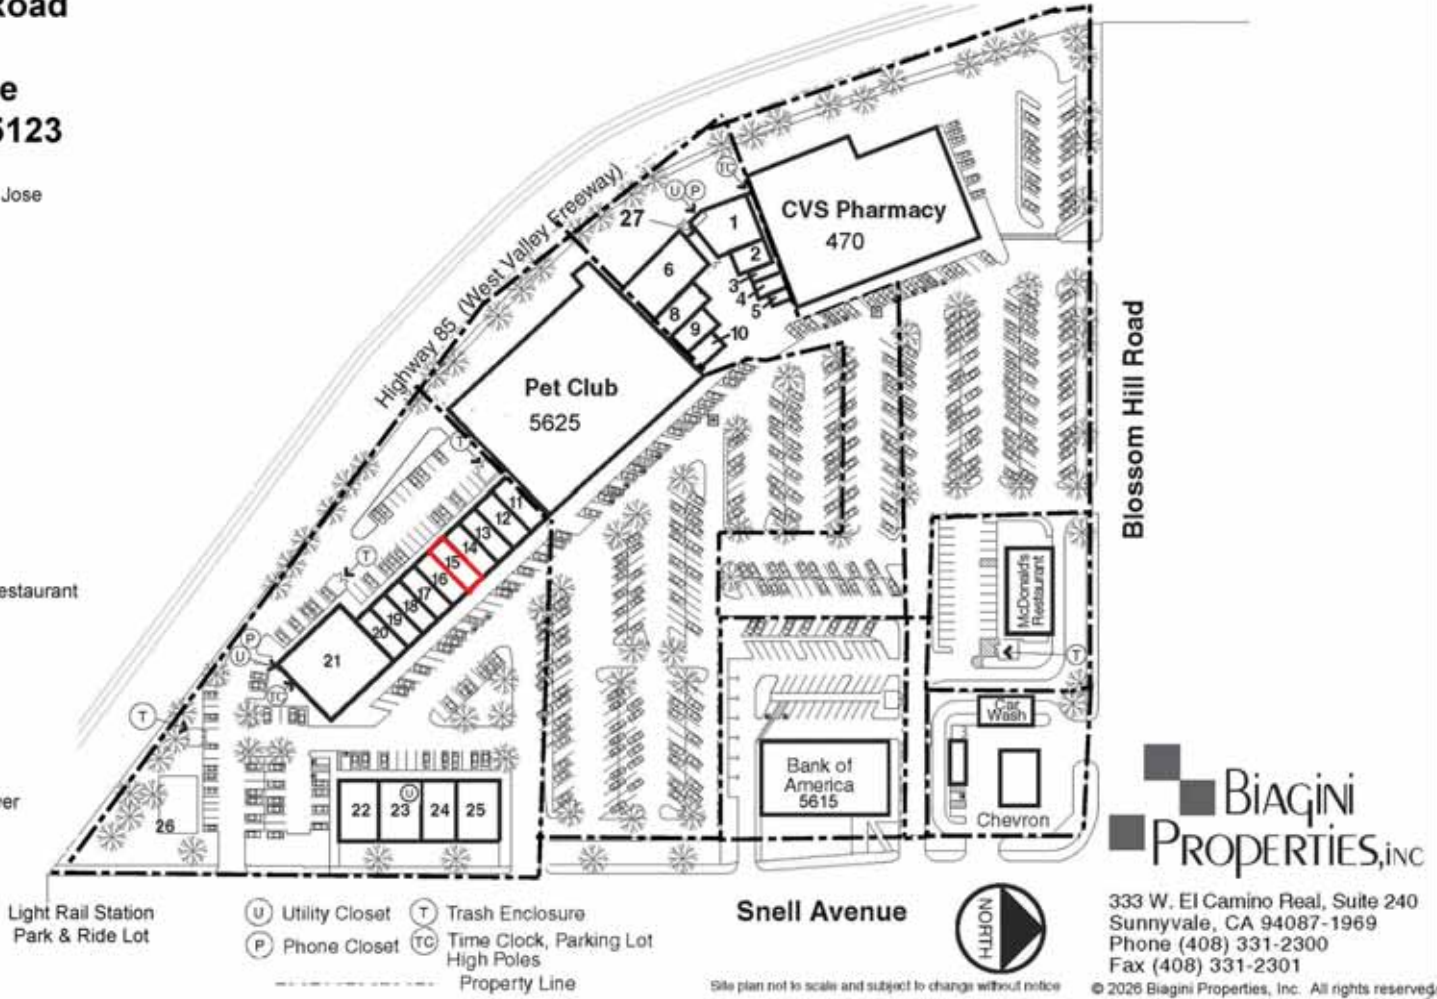 Road
e
5123
Jose
estaurant
ver
Highway 85 (West Valley Freeway)
CVS Pharmacy
470
TC
U P
27
1
2
3
4
5
6
8
9
10
Pet Club
5625
T
11
12
13
14
15
16
17
18
19
20
21
T
P
U
TC
T
22
23
U
24
25
26
Blossom Hill Road
McDonald's
Restaurant
T
Car
Wash
Chevron
Bank of
America
5615
Snell Avenue
NORTH
Light Rail Station
Park & Ride Lot
U Utility Closet
P Phone Closet
T Trash Enclosure
TC Time Clock, Parking Lot
High Poles
Property Line
BiAGiNi
PROPERTiES,INC
333 W. El Camino Real, Suite 240
Sunnyvale, CA 94087-1969
Phone (408) 331-2300
Fax (408) 331-2301
Site plan not to scale and subject to change without notice
© 2026 Biagini Properties, Inc. All rights reserved